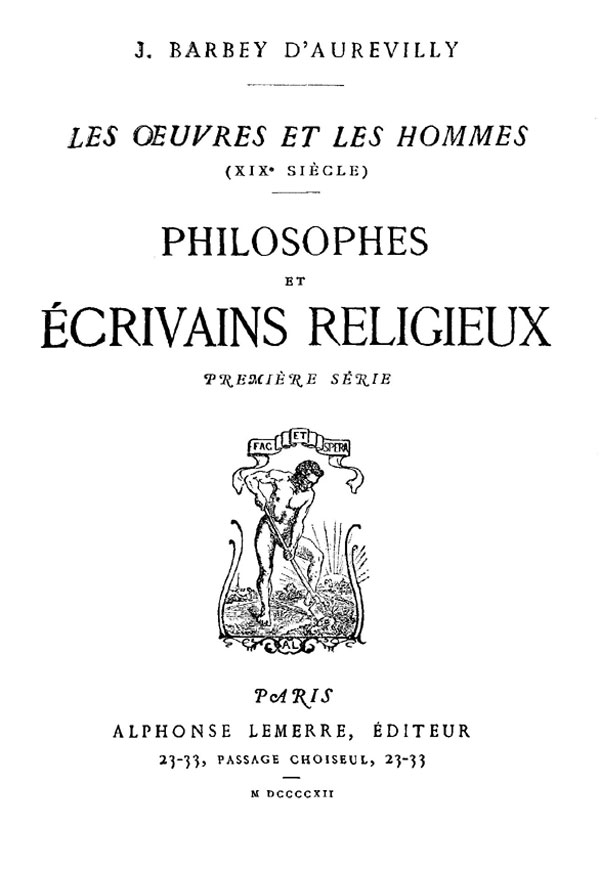 J. BARBEY D'AUREVILLY
LES ŒUVRES ET LES HOMMES
(XIXe SIÈCLE)
PHILOSOPHES
ET
ÉCRIVAINS RELIGIEUX
PREMIÈRE SÉRIE
FAC ET SPERA
AL
PARIS
ALPHONSE LEMERRE, ÉDITEUR
23-33, PASSAGE CHOISEUL, 23-33
M DCCCCXII